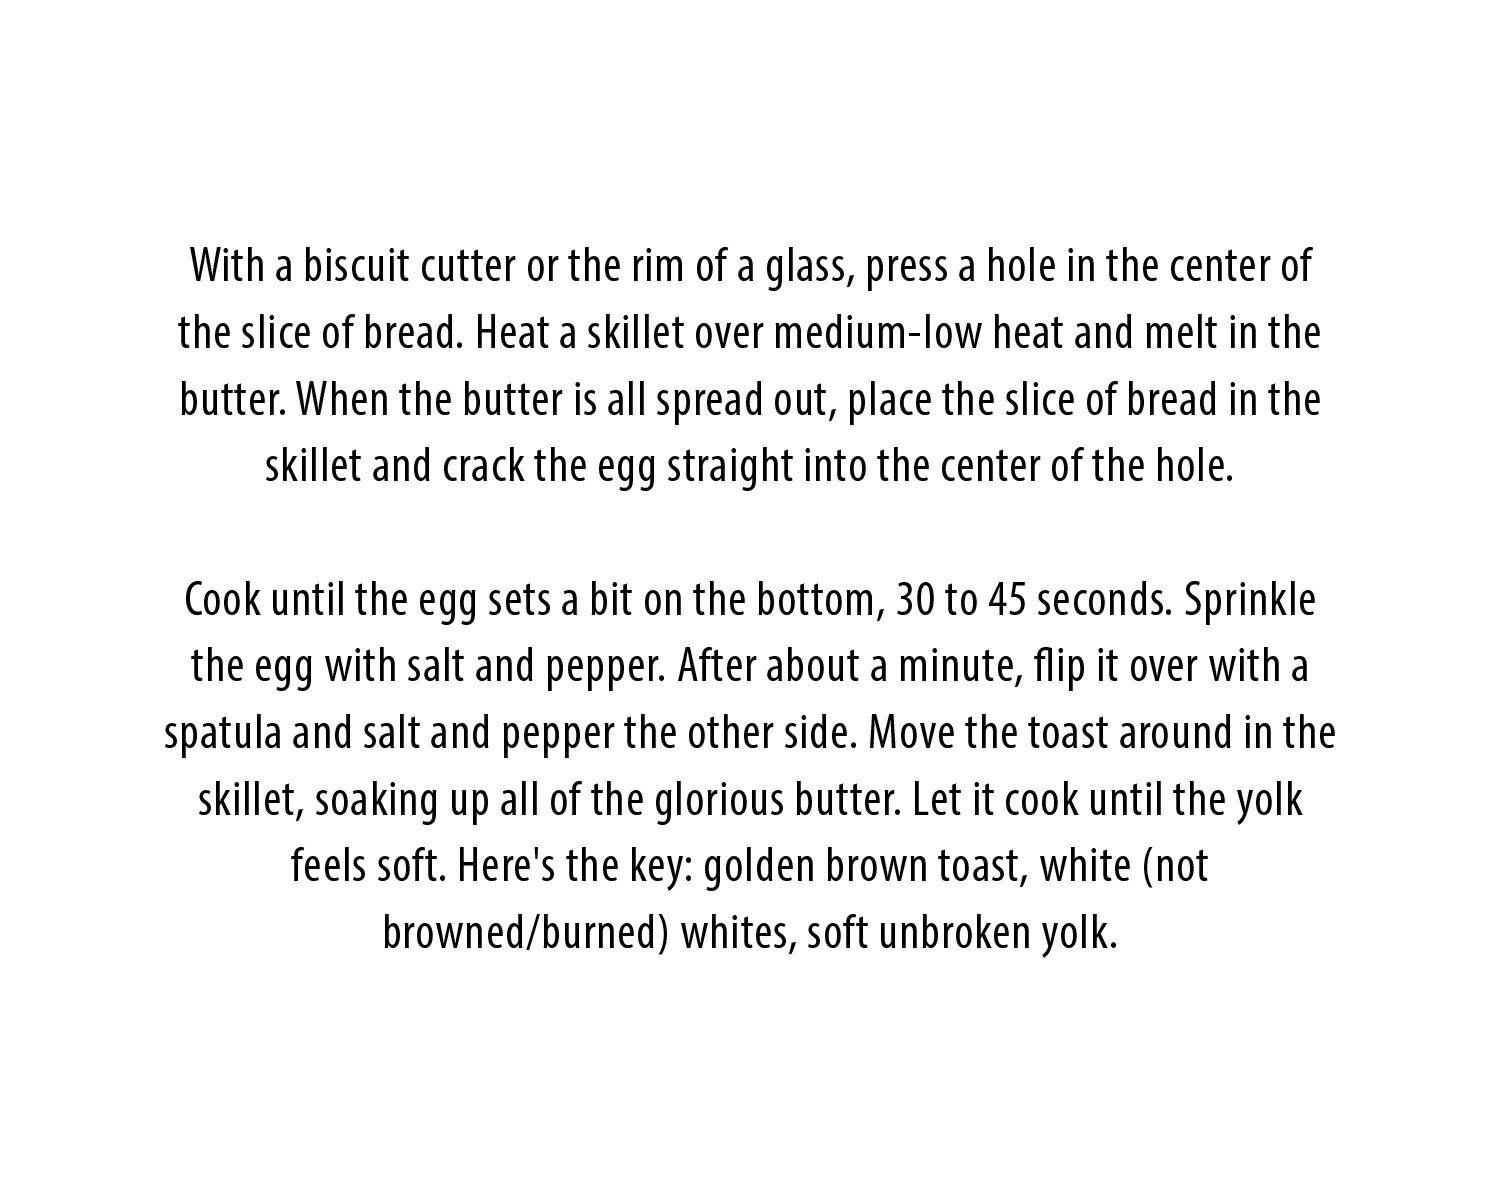 With a biscuit cutter or the rim of a glass, press a hole in the center of
the slice of bread. Heat a skillet over medium-low heat and melt in the
butter. When the butter is all spread out, place the slice of bread in the
skillet and crack the egg straight into the center of the hole.
Cook until the egg sets a bit on the bottom, 30 to 45 seconds. Sprinkle
the egg with salt and pepper. After about a minute, flip it over with a
spatula and salt and pepper the other side. Move the toast around in the
skillet, soaking up all of the glorious butter. Let it cook until the yolk
feels soft. Here's the key: golden brown toast, white (not
browned/burned) whites, soft unbroken yolk.